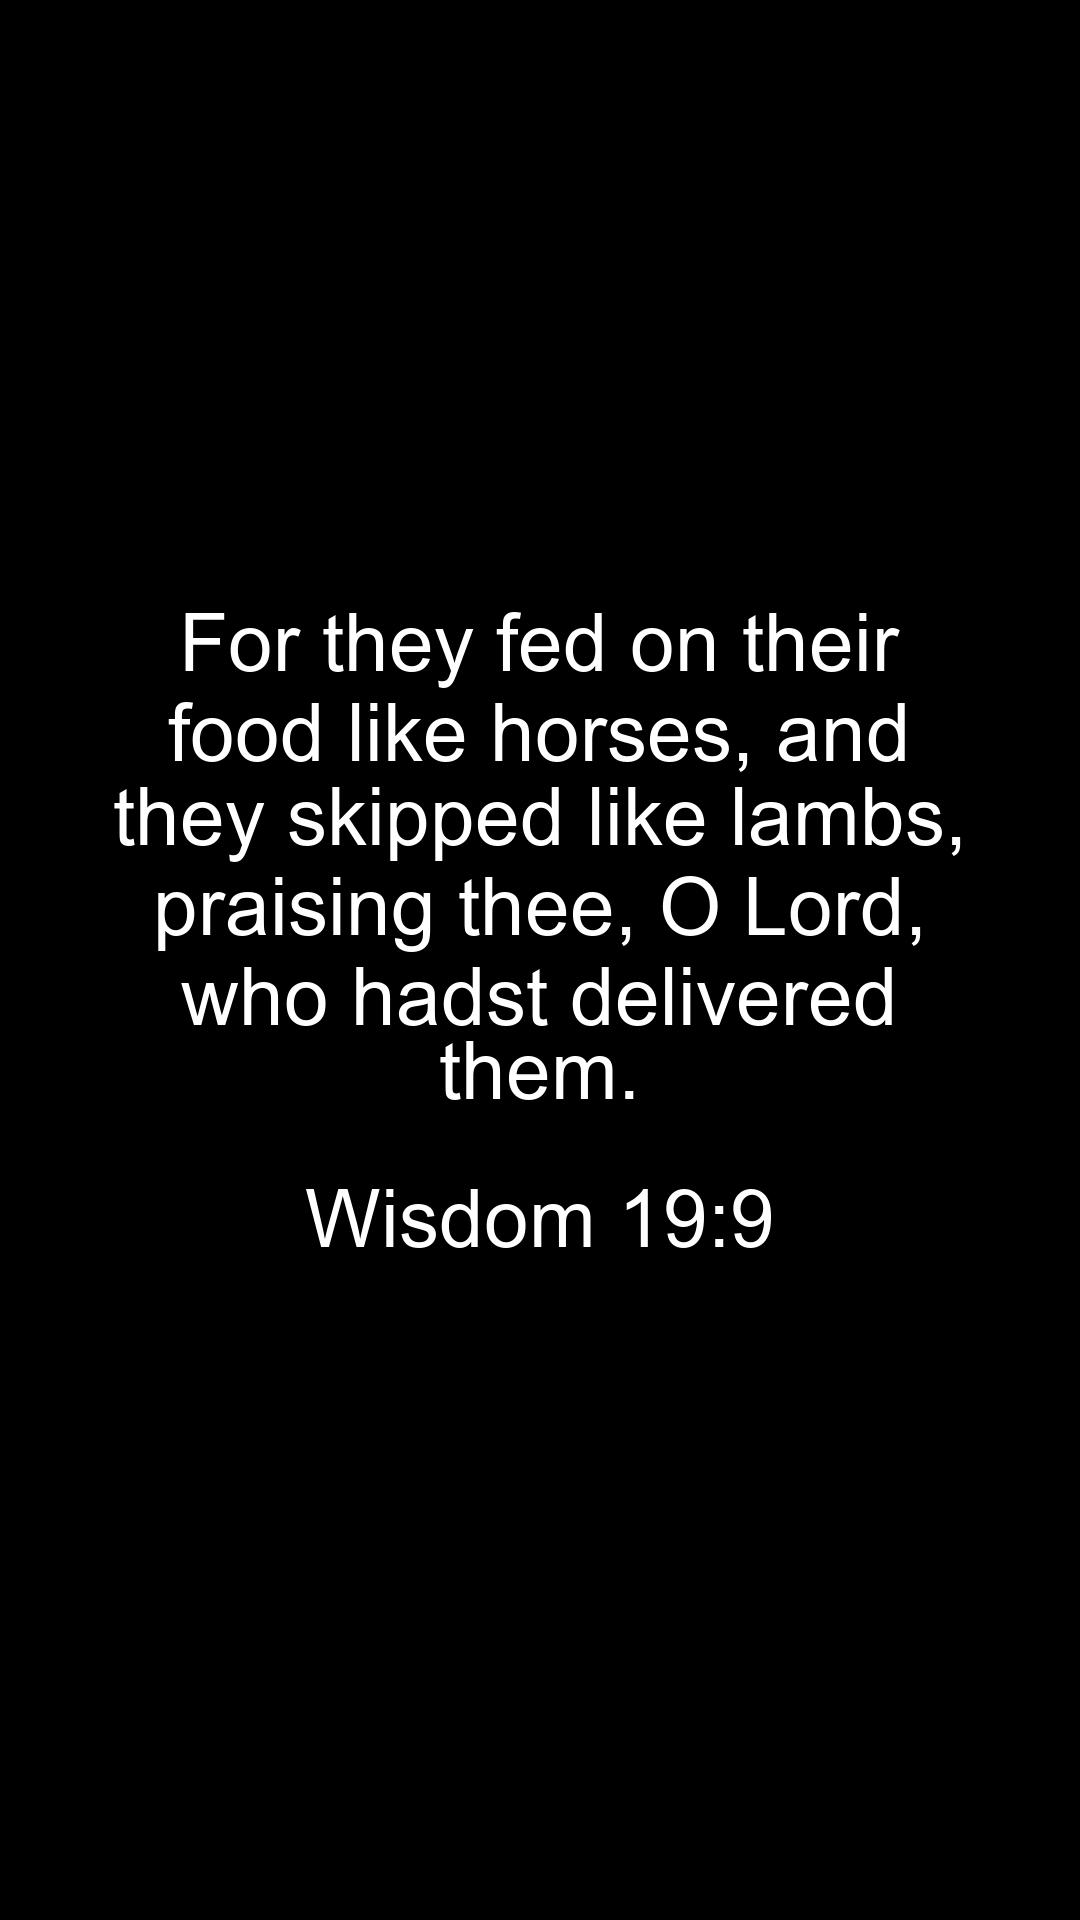 For they fed on their
food like horses, and
they skipped like lambs,
praising thee, O Lord,
who hadst delivered
them.
Wisdom 19:9